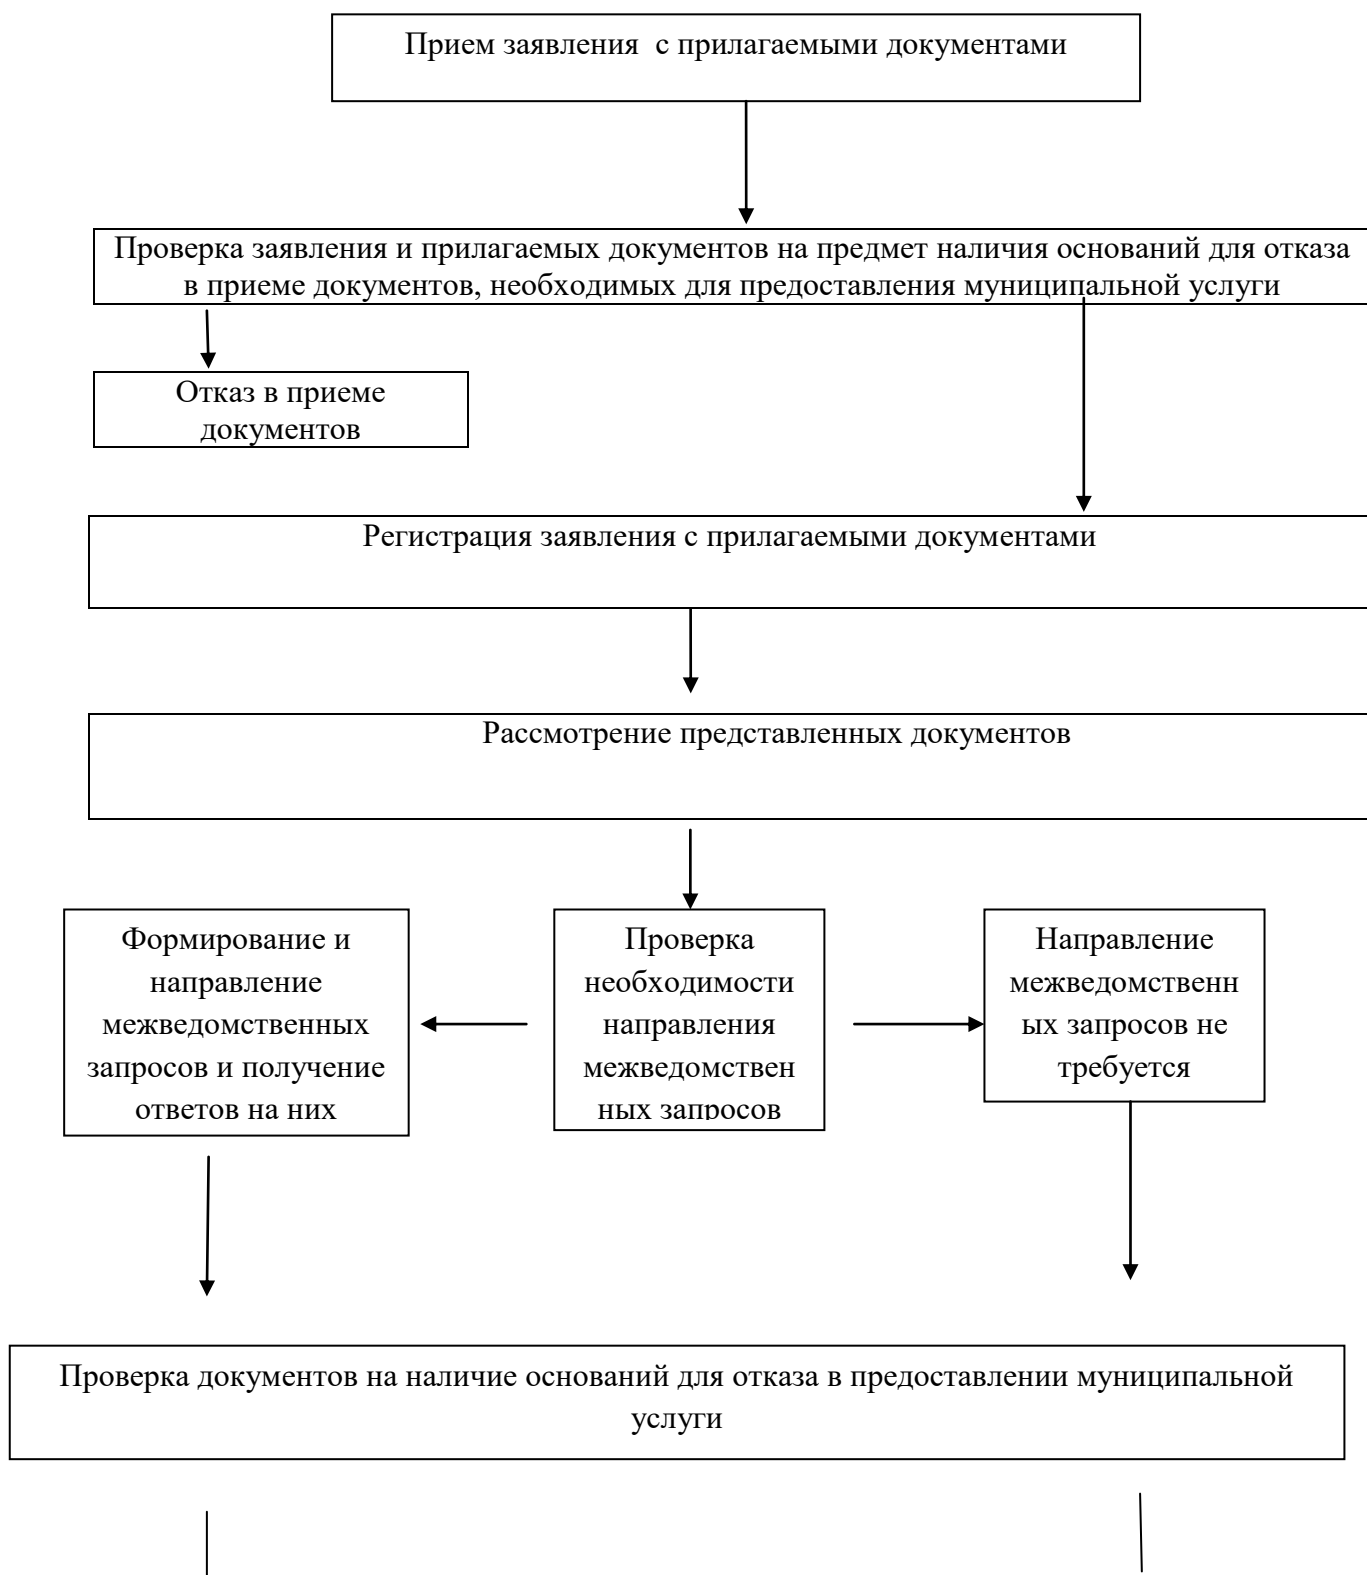 Прием заявления  с прилагаемыми документами
Проверка заявления и прилагаемых документов на предмет наличия оснований для отказа
в приеме документов, необходимых для предоставления муниципальной услуги
Отказ в приеме
документов
Регистрация заявления с прилагаемыми документами
Рассмотрение представленных документов
Формирование и
направление
межведомственных
запросов и получение
ответов на них
Проверка
необходимости
направления
межведомствен
ных запросов
Направление
межведомственн
ых запросов не
требуется
Проверка документов на наличие оснований для отказа в предоставлении муниципальной
услуги